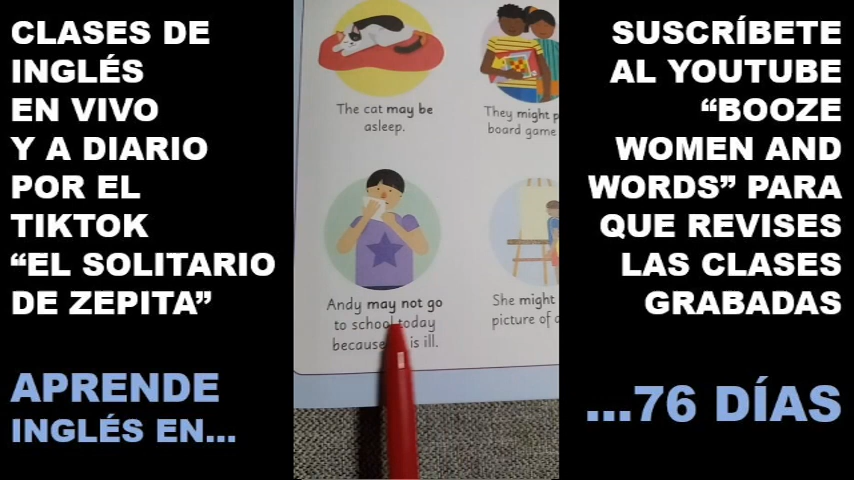 CLASES DE
INGLÉS
EN VIVO
Y A DIARIO
POR EL
TIKTOK
“EL SOLITARIO
DE ZEPITA”
APRENDE
INGLÉS EN...
The cat may be
asleep.
They might
board game
Andy may not go
to school today
because is ill.
She might
picture of
SUSCRÍBETE
AL YOUTUBE
“BOOZE
WOMEN AND
WORDS” PARA
QUE REVISES
LAS CLASES
GRABADAS
...76 DÍAS